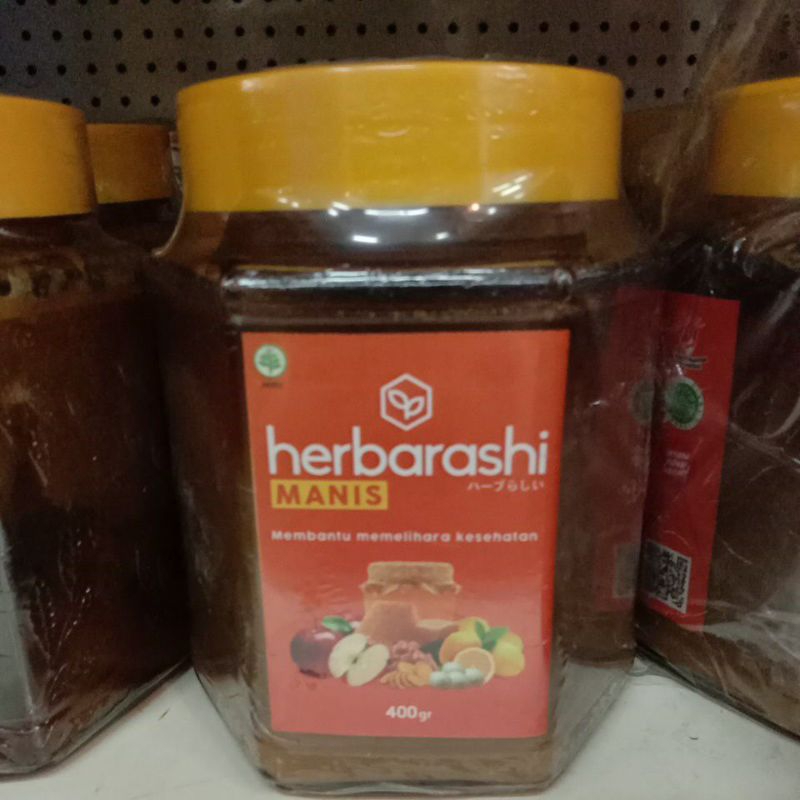 herbarashi
ハーブらしい
MANIS
Membantu memelihara kesehatan
400gr